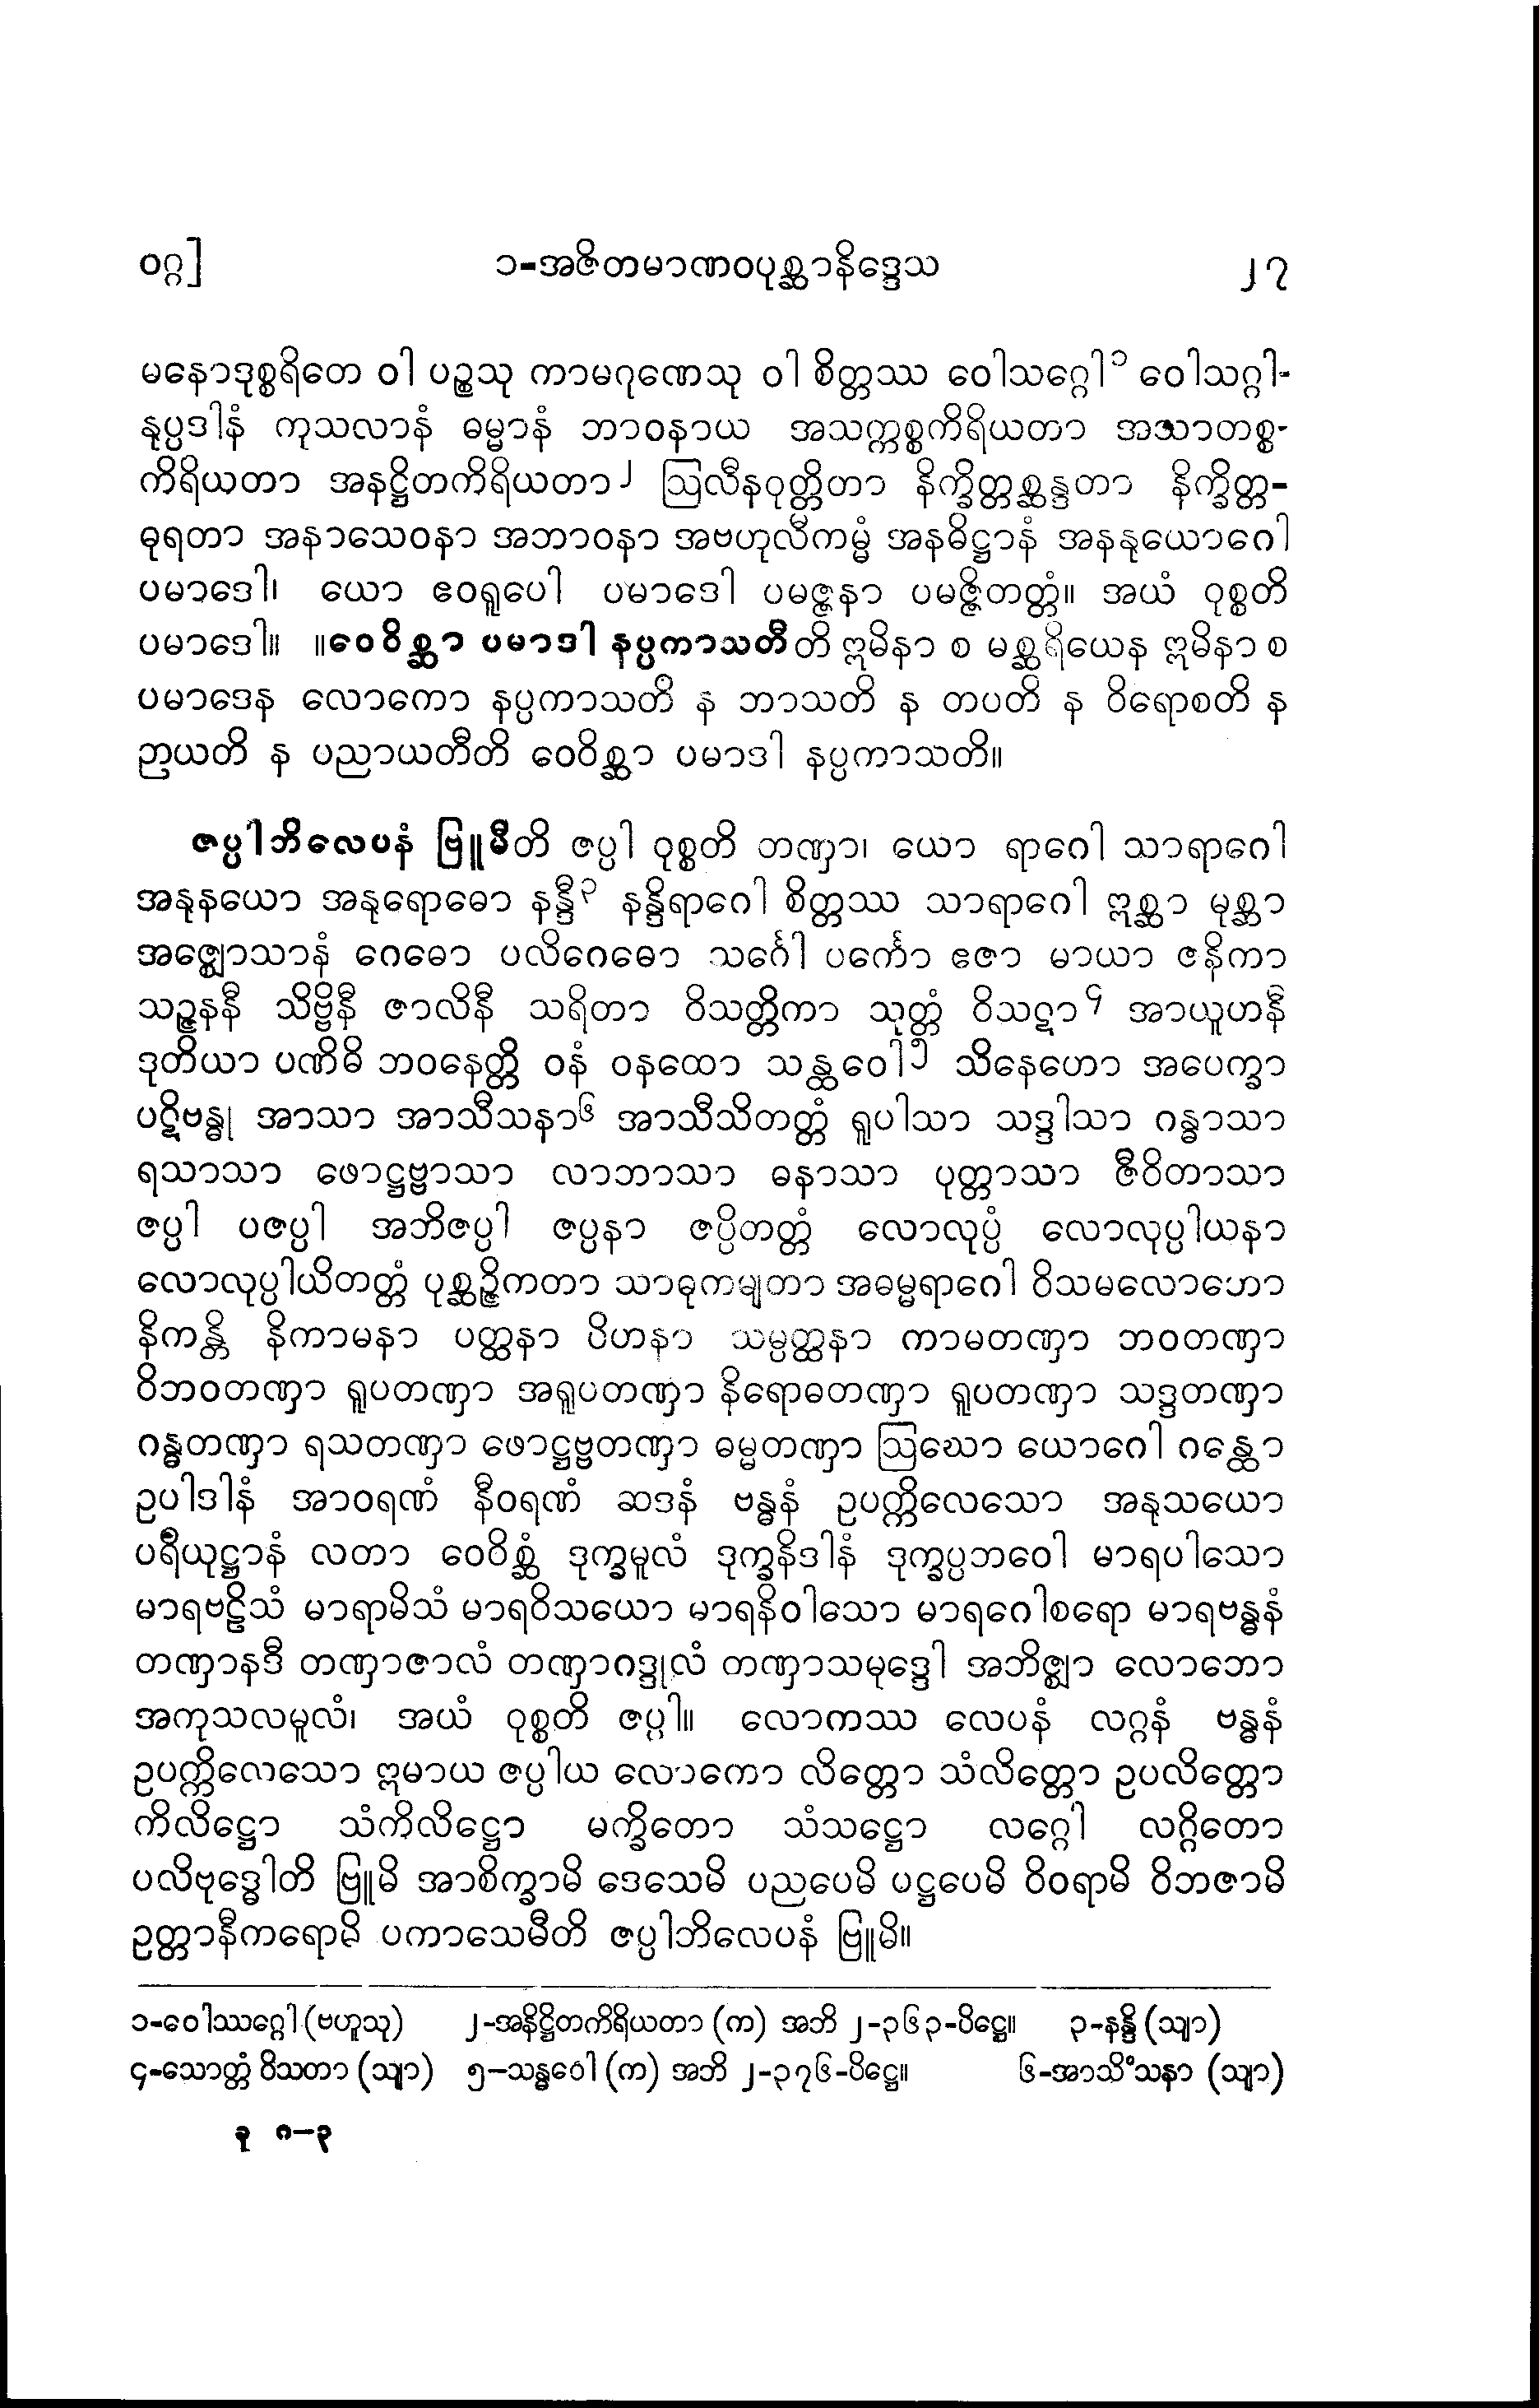 ဝဂ္ဂ] ၁-အဇိတမာဏဝပုစ္ဆာနိဒ္ဒေသ ၂၇
မနောဒုစ္စရိတေ ဝါ ပဉ္စသု ကာမဂုဏေသု ဝါ စိတ္တဿ ဝေါသဂ္ဂေါ၁ ဝေါသဂ္ဂါ-
နုပ္ပဒါနံ ကုသလာနံ ဓမ္မာနံ ဘာဝနာယ အသက္ကစ္စကိရိယတာ အသာတစ္စ-
ကိရိယတာ အနဋ္ဌိတကိရိယတာ၂ ဩလီနဝုတ္တိတာ နိက္ခိတ္တစ္ဆန္ဒတာ နိက္ခိတ္တ-
ဓုရတာ အနာသေဝနာ အဘာဝနာ အဗဟုလီကမ္မံ အနဓိဋ္ဌာနံ အနနုယောဂေါ
ပမာဒေါ၊ ယော ဧဝရူပေါ ပမာဒေါ ပမဇ္ဇနာ ပမဇ္ဇိတတ္တံ။ အယံ ဝုစ္စတိ
ပမာဒေါ။ ။ဝေဝိစ္ဆာ ပမာဒါ နပ္ပကာသတီတိ ဣမိနာ စ မစ္ဆရိယေန ဣမိနာ စ
ပမာဒေန လောကော နပ္ပကာသတိ န ဘာသတိ န တပတိ န ဝိရောစတိ န
ဉာယတိ န ပညာယတီတိ ဝေဝိစ္ဆာ ပမာဒါ နပ္ပကာသတိ။
ဇပ္ပါဘိလေပနံ ဗြူမီတိ ဇပ္ပါ ဝုစ္စတိ တဏှာ၊ ယော ရာဂေါ သာရာဂေါ
အနုနယော အနုရောဓော နန္ဒီ၃ နန္ဒိရာဂေါ စိတ္တဿ သာရာဂေါ ဣစ္ဆာ မုစ္ဆာ
အဇ္ဈောသာနံ ဂေဓော ပလိဂေဓော သင်္ဂေါ ပင်္ကော ဧဇာ မာယာ ဇနိကာ
သဉ္ဇနနီ သိဗ္ဗိနီ ဇာလိနီ သရိတာ ဝိသတ္တိကာ သုတ္တံ ဝိသဋာ၄ အာယူဟနီ
ဒုတိယာ ပဏိဓိ ဘဝနေတ္တိ ဝနံ ဝနထော သန္ထဝေါ၅ သိနေဟော အပေက္ခာ
ပဋိဗန္ဓု အာသာ အာသီသနာ၆ အာသီသိတတ္တံ ရူပါသာ သဒ္ဒါသာ ဂန္ဓာသာ
ရသာသာ ဖောဋ္ဌဗ္ဗာသာ လာဘာသာ ဓနာသာ ပုတ္တာသာ ဇီဝိတာသာ
ဇပ္ပါ ပဇပ္ပါ အဘိဇပ္ပါ ဇပ္ပနာ ဇပ္ပိတတ္တံ လောလုပ္ပံ လောလုပ္ပါယနာ
လောလုပ္ပါယိတတ္တံ ပုစ္ဆဉ္ဇိကတာ သာဓုကမျတာ အဓမ္မရာဂေါ ဝိသမလောဘော
နိကန္တိ နိကာမနာ ပတ္ထနာ ပိဟနာ သမ္ပတ္ထနာ ကာမတဏှာ ဘဝတဏှာ
ဝိဘဝတဏှာ ရူပတဏှာ အရူပတဏှာ နိရောဓတဏှာ ရူပတဏှာ သဒ္ဒတဏှာ
ဂန္ဓတဏှာ ရသတဏှာ ဖောဋ္ဌဗ္ဗတဏှာ ဓမ္မတဏှာ ဩဃော ယောဂေါ ဂန္ထော
ဥပါဒါနံ အာဝရဏံ နီဝရဏံ ဆဒနံ ဗန္ဓနံ ဥပက္ကိလေသော အနုသယော
ပရိယုဋ္ဌာနံ လတာ ဝေဝိစ္ဆံ ဒုက္ခမူလံ ဒုက္ခနိဒါနံ ဒုက္ခပ္ပဘဝေါ မာရပါသော
မာရဗဠိသံ မာရာမိသံ မာရဝိသယော မာရနိဝါသော မာရဂေါစရော မာရဗန္ဓနံ
တဏှာနဒီ တဏှာဇာလံ တဏှာဂဒ္ဒုလံ တဏှာသမုဒ္ဒေါ အဘိဇ္ဈာ လောဘော
အကုသလမူလံ၊ အယံ ဝုစ္စတိ ဇပ္ပါ။ လောကဿ လေပနံ လဂ္ဂနံ ဗန္ဓနံ
ဥပက္ကိလေသော ဣမာယ ဇပ္ပါယ လောကော လိတ္တော သံလိတ္တော ဥပလိတ္တော
ကိလိဋ္ဌော သံကိလိဋ္ဌော မက္ခိတော သံသဋ္ဌော လဂ္ဂေါ လဂ္ဂိတော
ပလိဗုဒ္ဓေါတိ ဗြူမိ အာစိက္ခာမိ ဒေသေမိ ပညပေမိ ပဋ္ဌပေမိ ဝိဝရာမိ ဝိဘဇာမိ
ဥတ္တာနီကရောမိ ပကာသေမီတိ ဇပ္ပါဘိလေပနံ ဗြူမိ။
၁-ဝေါဿဂ္ဂေါ (ဗဟူသု) ၂-အနိဋ္ဌိတကိရိယတာ (က) အဘိ ၂-၃၆၃-ပိဋ္ဌေ။ ၃-နန္ဒိ (သျာ)
၄-သောတ္တံ ဝိသတာ (သျာ) ၅-သန္ဓဝေါ (က) အဘိ ၂-၃၇၆-ပိဋ္ဌေ။ ၆-အာသိံသနာ (သျာ)
ခု ၈-၃